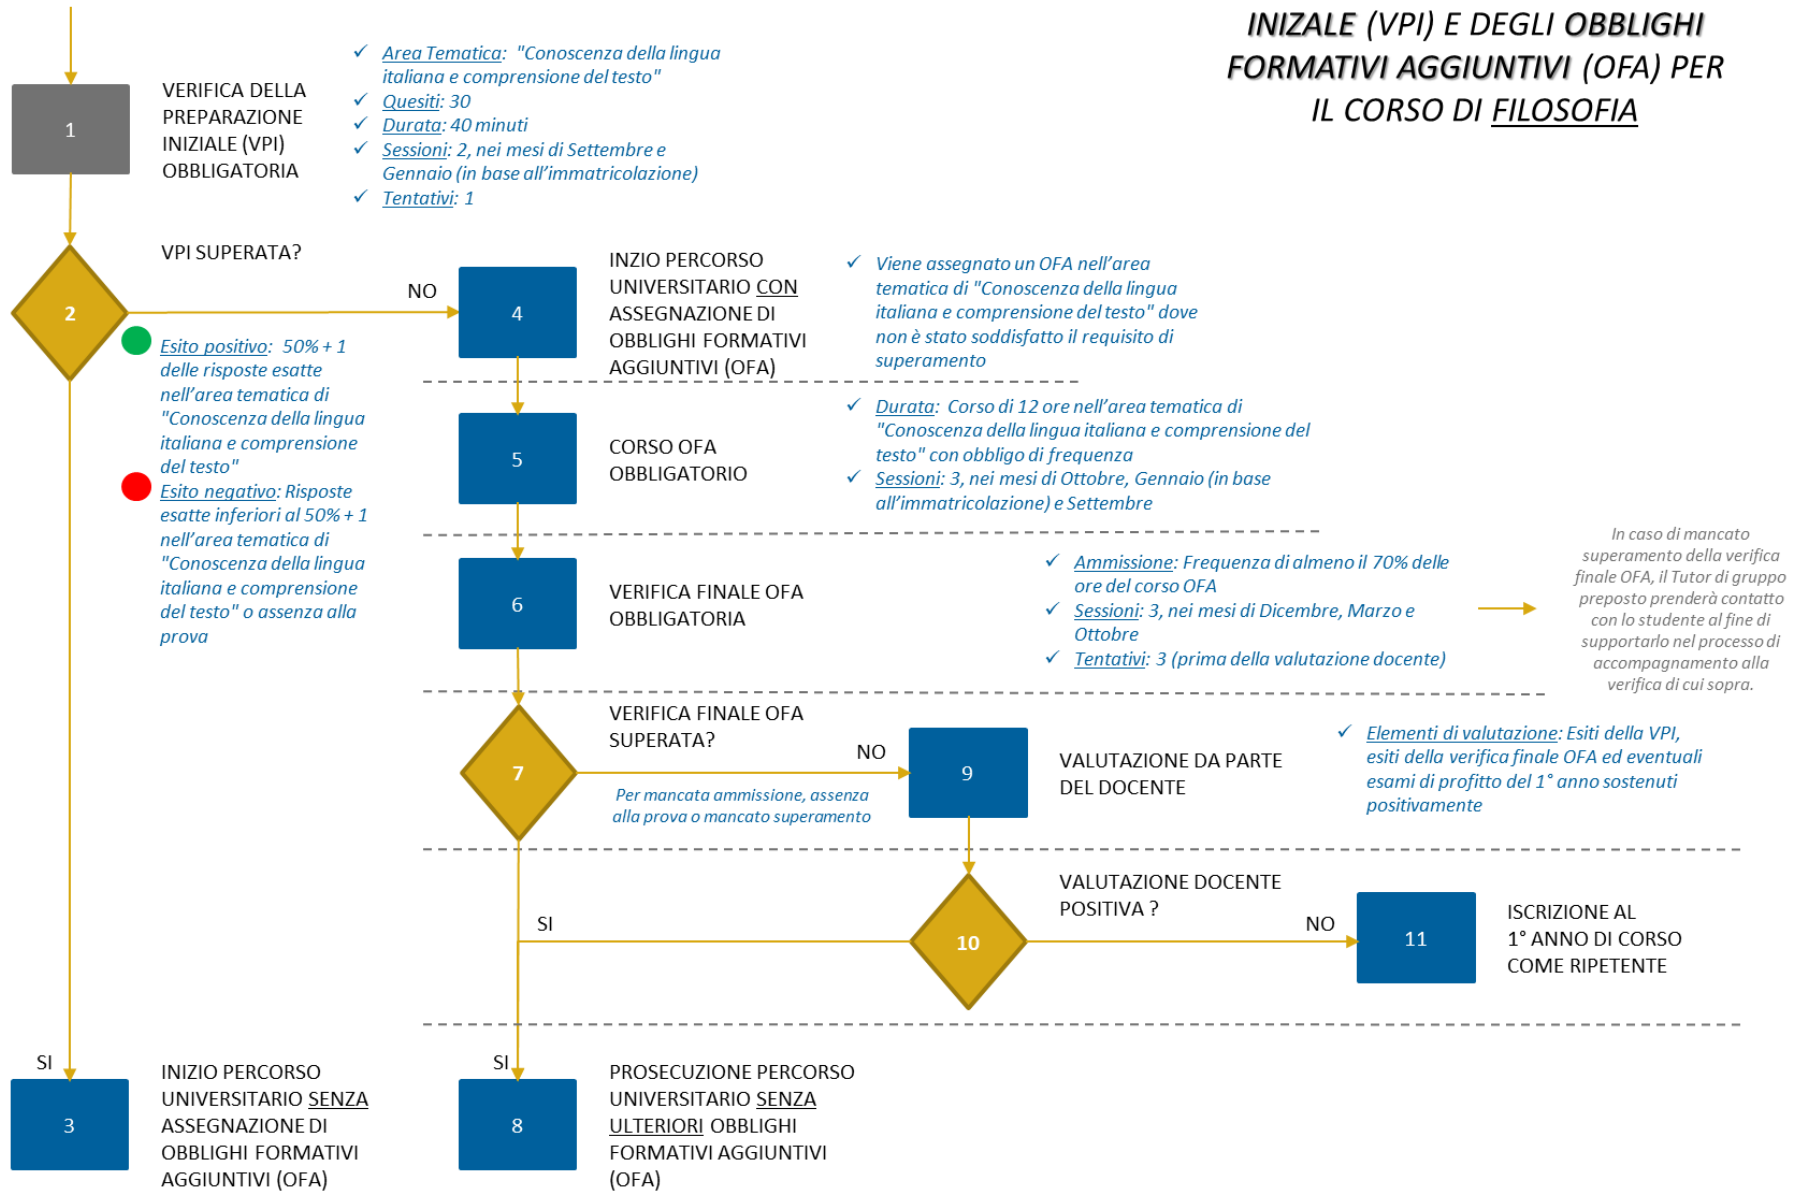 INIZALE (VPI) E DEGLI OBBLIGHI
FORMATIVI AGGIUNTIVI (OFA) PER
IL CORSO DI FILOSOFIA
1
VERIFICA DELLA
PREPARAZIONE
INIZIALE (VPI)
OBBLIGATORIA
✓ Area Tematica: "Conoscenza della lingua
italiana e comprensione del testo"
✓ Quesiti: 30
✓ Durata: 40 minuti
✓ Sessioni: 2, nei mesi di Settembre e
Gennaio (in base all'immatricolazione)
✓ Tentativi: 1
VPI SUPERATA?
2
NO
Esito positivo: 50% + 1
delle risposte esatte
nell'area tematica di
"Conoscenza della lingua
italiana e comprensione
del testo"
Esito negativo: Risposte
esatte inferiori al 50% + 1
nell'area tematica di
"Conoscenza della lingua
italiana e comprensione
del testo" o assenza alla
prova
4
INZIO PERCORSO
UNIVERSITARIO CON
ASSEGNAZIONE DI
OBBLIGHI FORMATIVI
AGGIUNTIVI (OFA)
✓ Viene assegnato un OFA nell'area
tematica di "Conoscenza della lingua
italiana e comprensione del testo" dove
non è stato soddisfatto il requisito di
superamento
5
CORSO OFA
OBBLIGATORIO
✓ Durata: Corso di 12 ore nell'area tematica di
"Conoscenza della lingua italiana e comprensione del
testo" con obbligo di frequenza
✓ Sessioni: 3, nei mesi di Ottobre, Gennaio (in base
all'immatricolazione) e Settembre
6
VERIFICA FINALE OFA
OBBLIGATORIA
✓ Ammissione: Frequenza di almeno il 70% delle
ore del corso OFA
✓ Sessioni: 3, nei mesi di Dicembre, Marzo e
Ottobre
✓ Tentativi: 3 (prima della valutazione docente)
In caso di mancato
superamento della verifica
finale OFA, il Tutor di gruppo
preposto prenderà contatto
con lo studente al fine di
supportarlo nel processo di
accompagnamento alla
verifica di cui sopra.
VERIFICA FINALE OFA
SUPERATA?
7
NO
Per mancata ammissione, assenza
alla prova o mancato superamento
9
VALUTAZIONE DA PARTE
DEL DOCENTE
✓ Elementi di valutazione: Esiti della VPI,
esiti della verifica finale OFA ed eventuali
esami di profitto del 1° anno sostenuti
positivamente
VALUTAZIONE DOCENTE
POSITIVA ?
SI
10
NO
11
ISCRIZIONE AL
1° ANNO DI CORSO
COME RIPETENTE
SI
3
INIZIO PERCORSO
UNIVERSITARIO SENZA
ASSEGNAZIONE DI
OBBLIGHI FORMATIVI
AGGIUNTIVI (OFA)
SI
8
PROSECUZIONE PERCORSO
UNIVERSITARIO SENZA
ULTERIORI OBBLIGHI
FORMATIVI AGGIUNTIVI
(OFA)